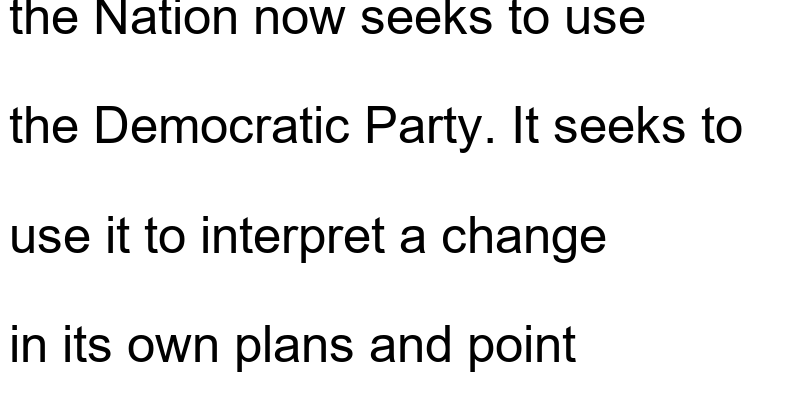 the Nation now seeks to use
the Democratic Party. It seeks to
use it to interpret a change
in its own plans and point